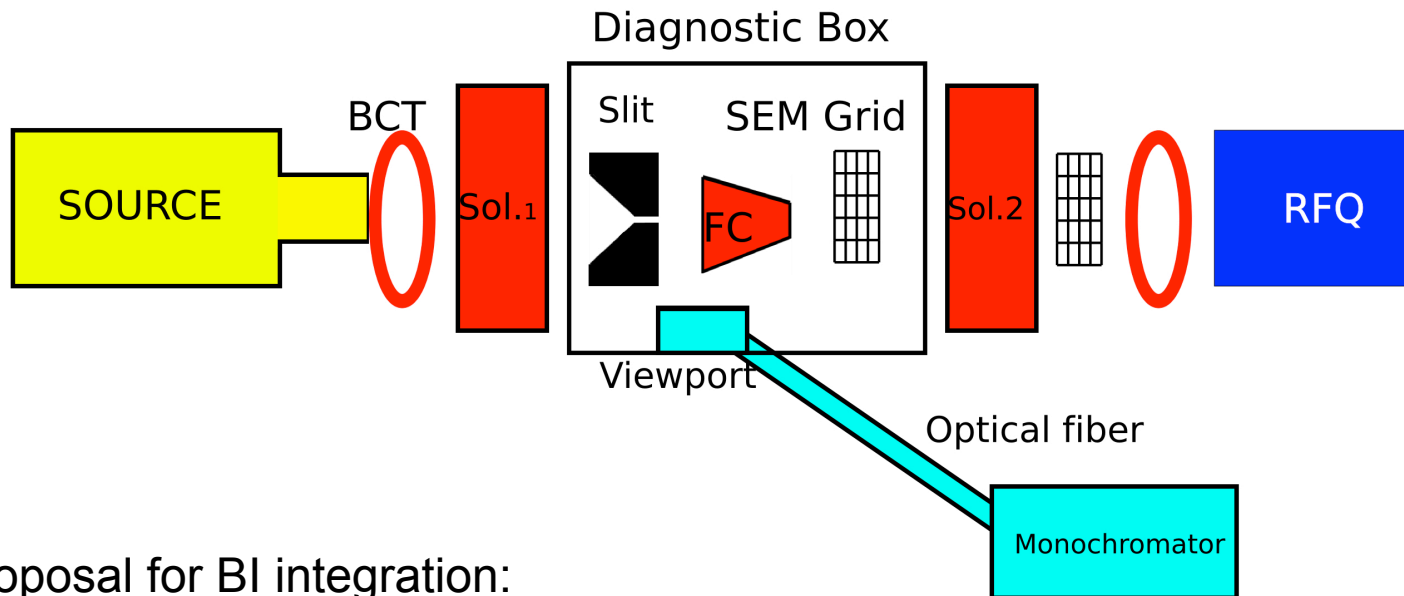 Diagnostic Box
BCT
Slit
SEM Grid
SOURCE
Sol.1
FC
Sol.2
RFQ
Viewport
Optical fiber
Monochromator
oposal for BI integration: